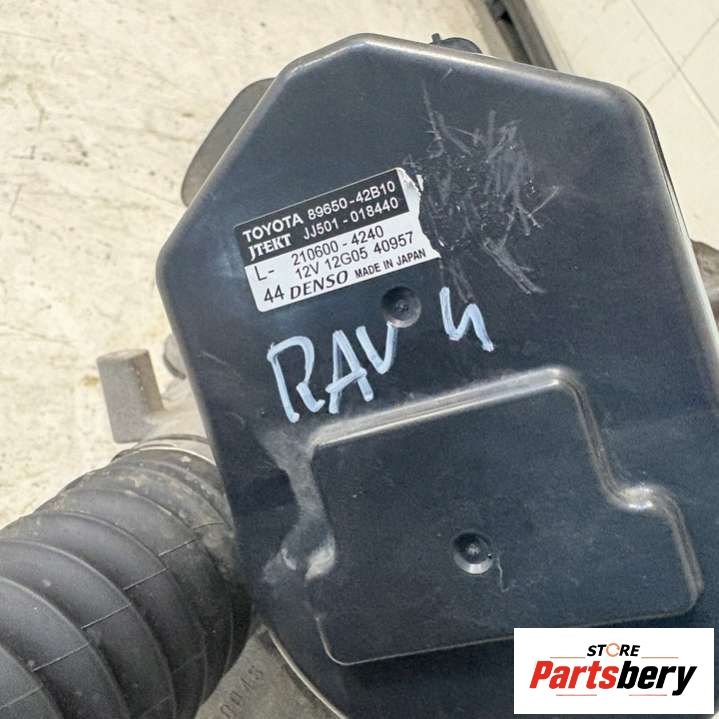 TOYOTA 89650-42B10
JTEKT JJ501-018440
L- 210600-4240
12V 12G05 40957
44 DENSO MADE IN JAPAN
RAV 4
STORE
Partsbery